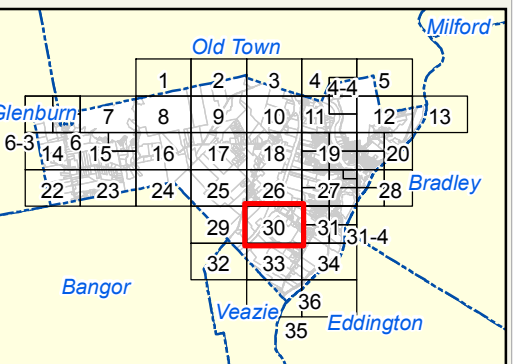 Milford
Old Town
1 2 3 4 4-4 5
Glenburn 7 8 9 10 11 12 13
6-3 14 6 15 16 17 18 19 20
22 23 24 25 26 27 28 Bradley
29 30 31 31-4
32 33 34
Bangor
Veazie 36
35 Eddington